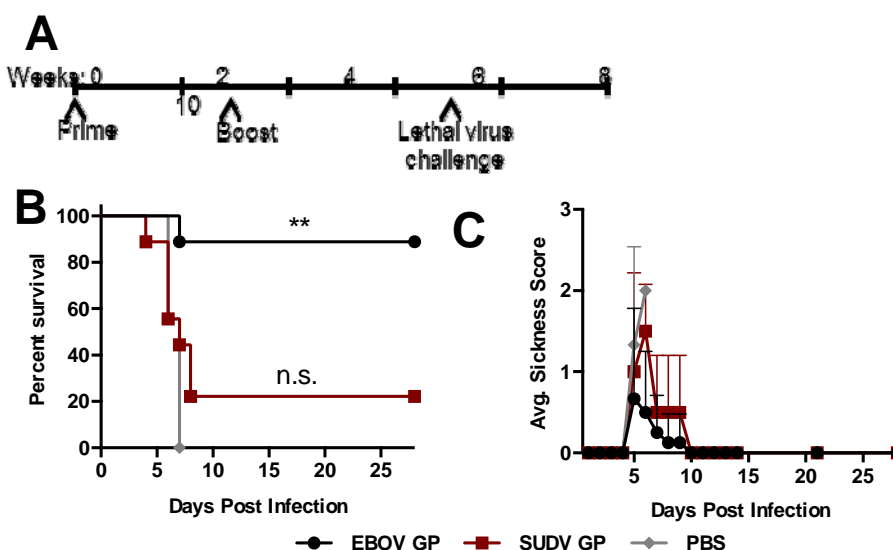 A
Weeks: 0 2 4 6 8
10
Prime Boost Lethal virus
challenge
B
100
80
60
40
20
0
Percent survival
**
n.s.
0 5 10 15 20 25
Days Post Infection
C
3
2
1
0
Avg. Sickness Score
5 10 15 20 25
Days Post Infection
EBOV GP SUDV GP PBS